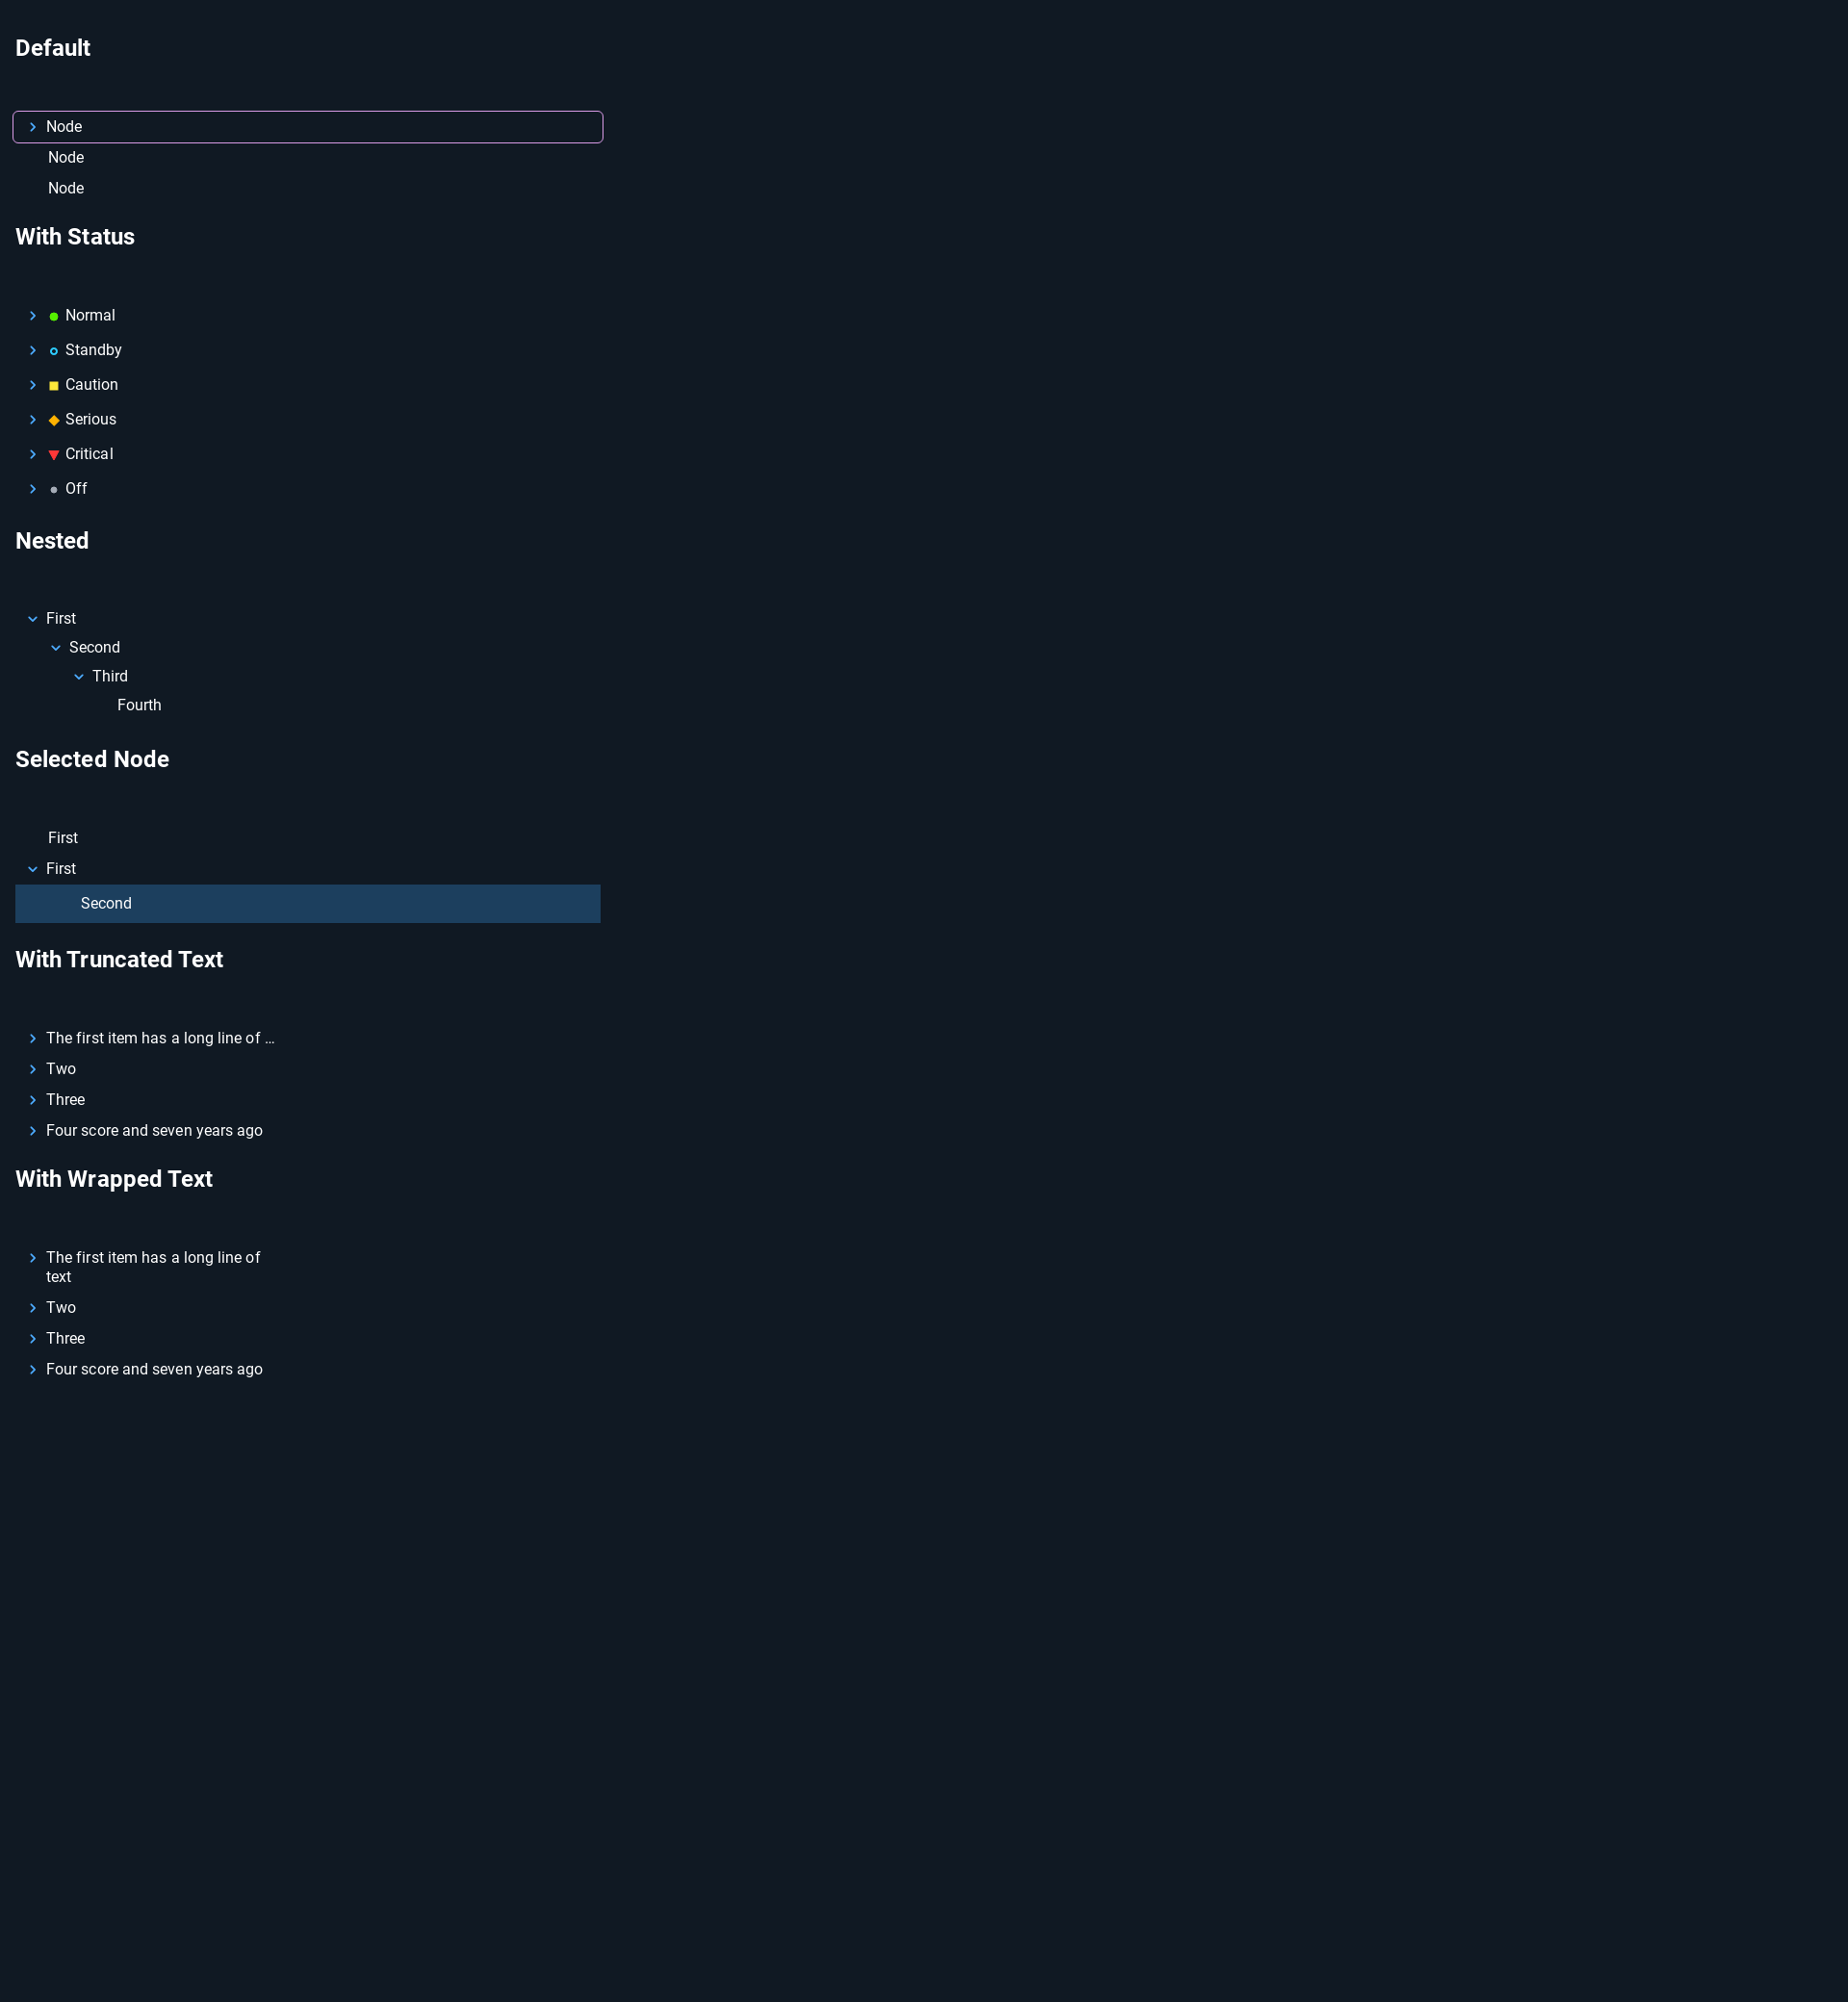 Default
Node
Node
Node
With Status
Normal
Standby
Caution
Serious
Critical
Off
Nested
First
Second
Third
Fourth
Selected Node
First
First
Second
With Truncated Text
The first item has a long line of …
Two
Three
Four score and seven years ago
With Wrapped Text
The first item has a long line of
text
Two
Three
Four score and seven years ago